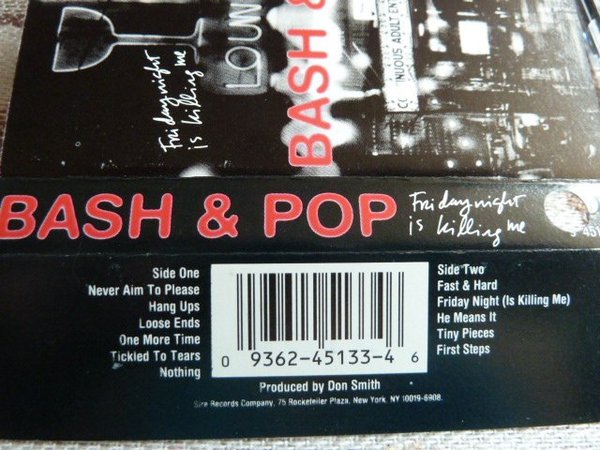 LOUN
Friday night
is killing me
BASH &
CONTINUOUS ADULT EN
BASH & POP
Friday night
is killing me
451
Side One
Never Aim To Please
Hang Ups
Loose Ends
One More Time
Tickled To Tears
Nothing
0 9362-45133-4 6
Side Two
Fast & Hard
Friday Night (Is Killing Me)
He Means It
Tiny Pieces
First Steps
Produced by Don Smith
Sire Records Company, 75 Rockefeller Plaza, New York, NY 10019-6908.